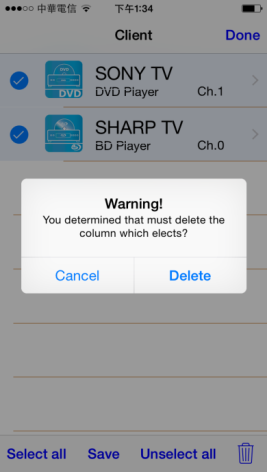 中華電信 下午1:34
Client Done
SONY TV
DVD Player Ch.1
DVD
SHARP TV
BD Player Ch.0
Warning!
You determined that must delete the
column which elects?
Cancel Delete
Select all Save Unselect all